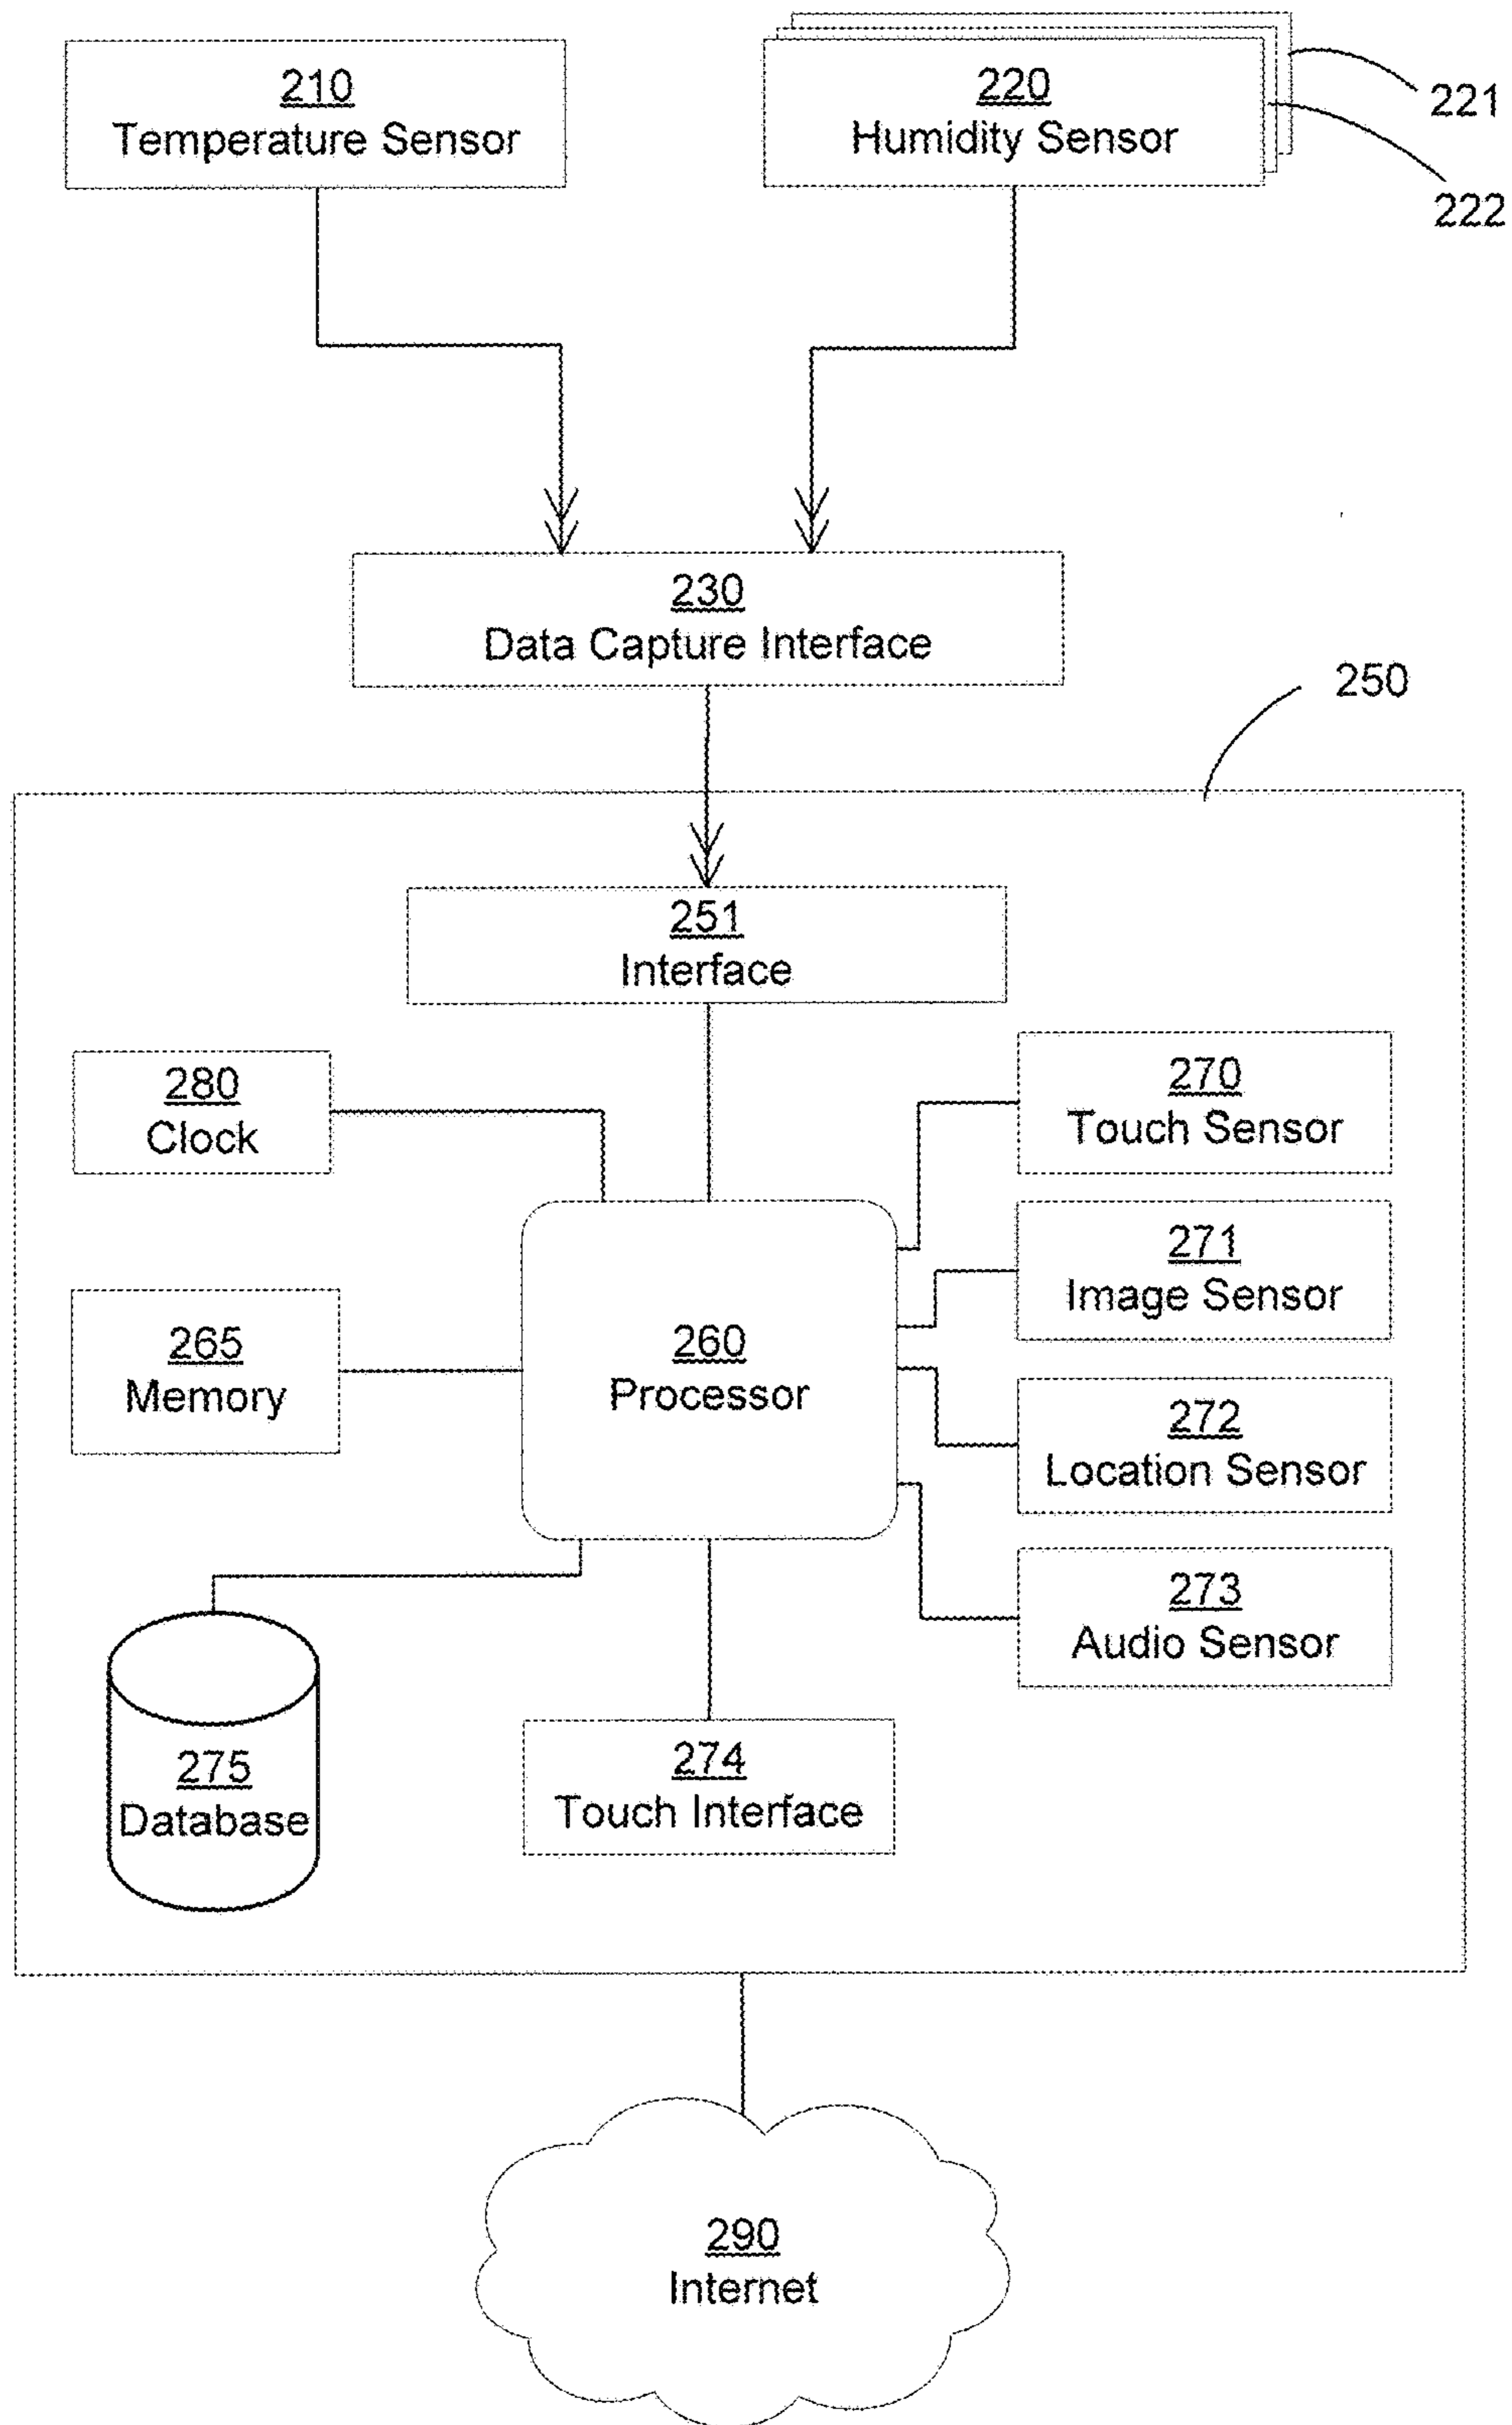 210
Temperature Sensor
220
Humidity Sensor
221
222
230
Data Capture Interface
250
251
Interface
280
Clock
270
Touch Sensor
271
Image Sensor
265
Memory
260
Processor
272
Location Sensor
273
Audio Sensor
275
Database
274
Touch Interface
290
Internet